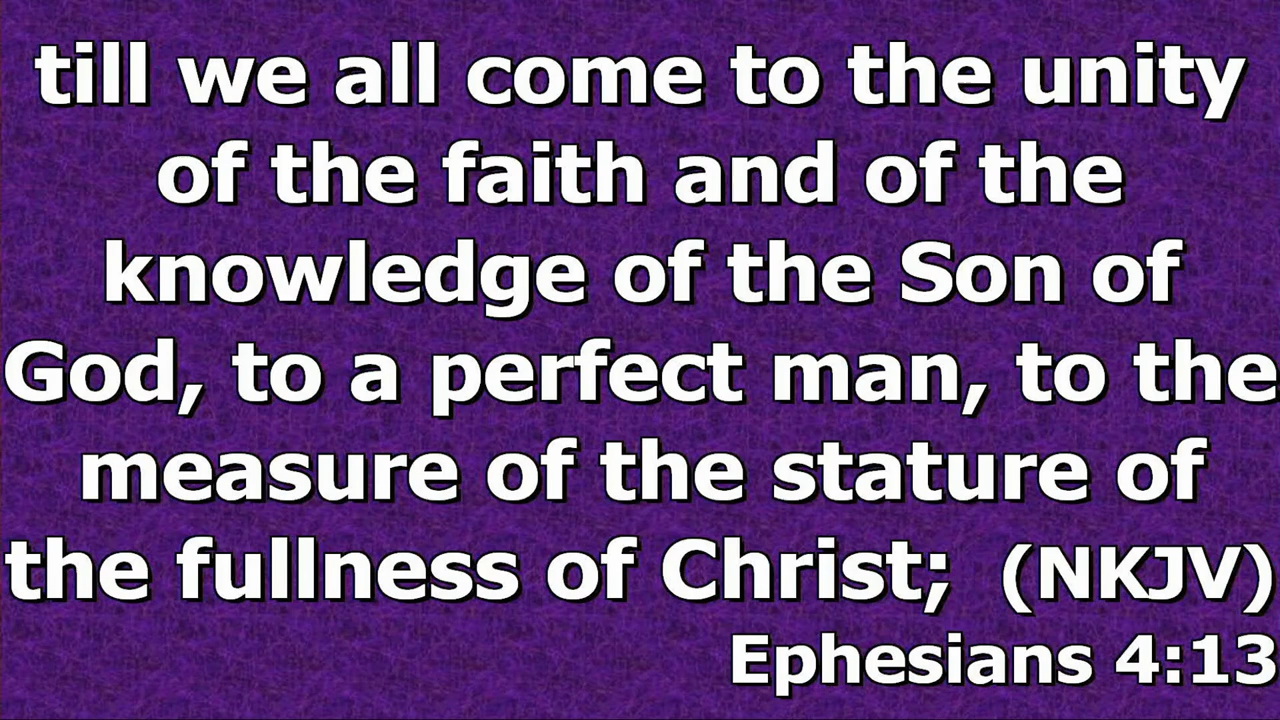 till we all come to the unity
of the faith and of the
knowledge of the Son of
God, to a perfect man, to the
measure of the stature of
the fullness of Christ; (NKJV)
Ephesians 4:13